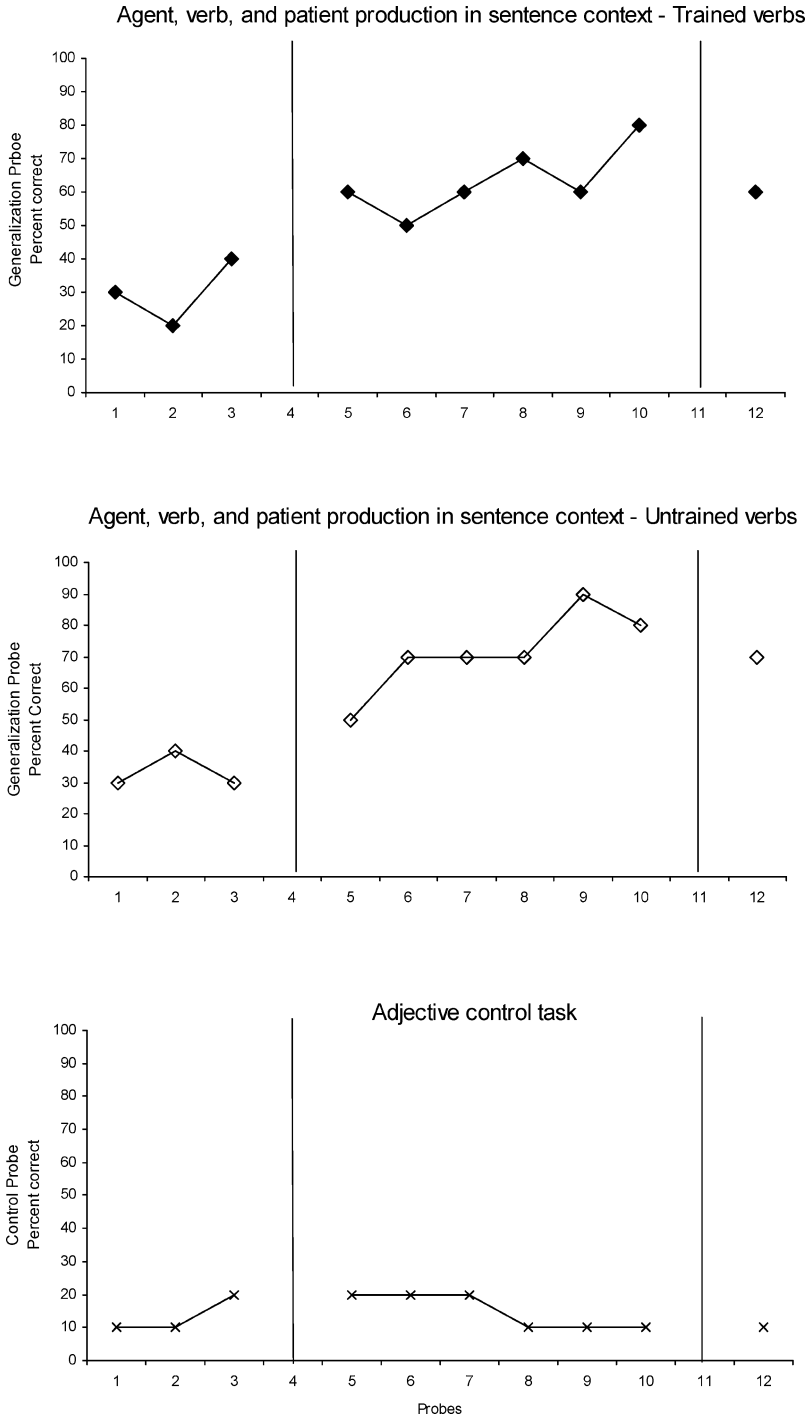 Agent, verb, and patient production in sentence context - Trained verbs
Generalization Prboe
Percent correct
100
90
80
70
60
50
40
30
20
10
0
1 2 3 4 5 6 7 8 9 10 11 12
Agent, verb, and patient production in sentence context - Untrained verbs
Generalization Probe
Percent Correct
100
90
80
70
60
50
40
30
20
10
0
1 2 3 4 5 6 7 8 9 10 11 12
Adjective control task
Control Probe
Percent correct
100
90
80
70
60
50
40
30
20
10
0
1 2 3 4 5 6 7 8 9 10 11 12
Probes